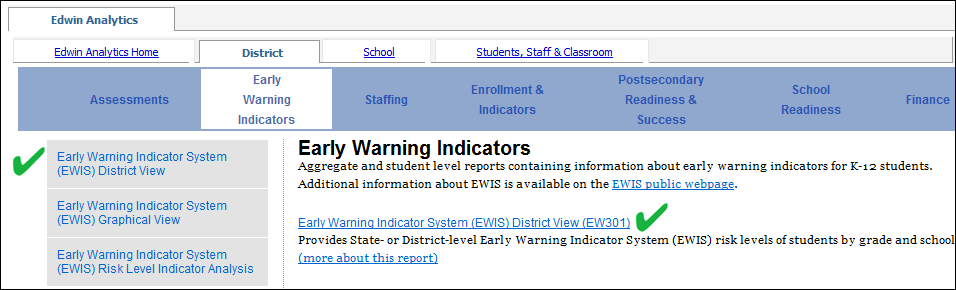 Edwin Analytics
Edwin Analytics Home
District
School
Students, Staff & Classroom
Assessments
Early
Warning
Indicators
Staffing
Enrollment &
Indicators
Postsecondary
Readiness &
Success
School
Readiness
Finance
Early Warning Indicator System
(EWIS) District View
Early Warning Indicator System
(EWIS) Graphical View
Early Warning Indicator System
(EWIS) Risk Level Indicator Analysis
Early Warning Indicators
Aggregate and student level reports containing information about early warning indicators for K-12 students.
Additional information about EWIS is available on the EWIS public webpage.
Early Warning Indicator System (EWIS) District View (EW301)
Provides State- or District-level Early Warning Indicator System (EWIS) risk levels of students by grade and school
(more about this report)